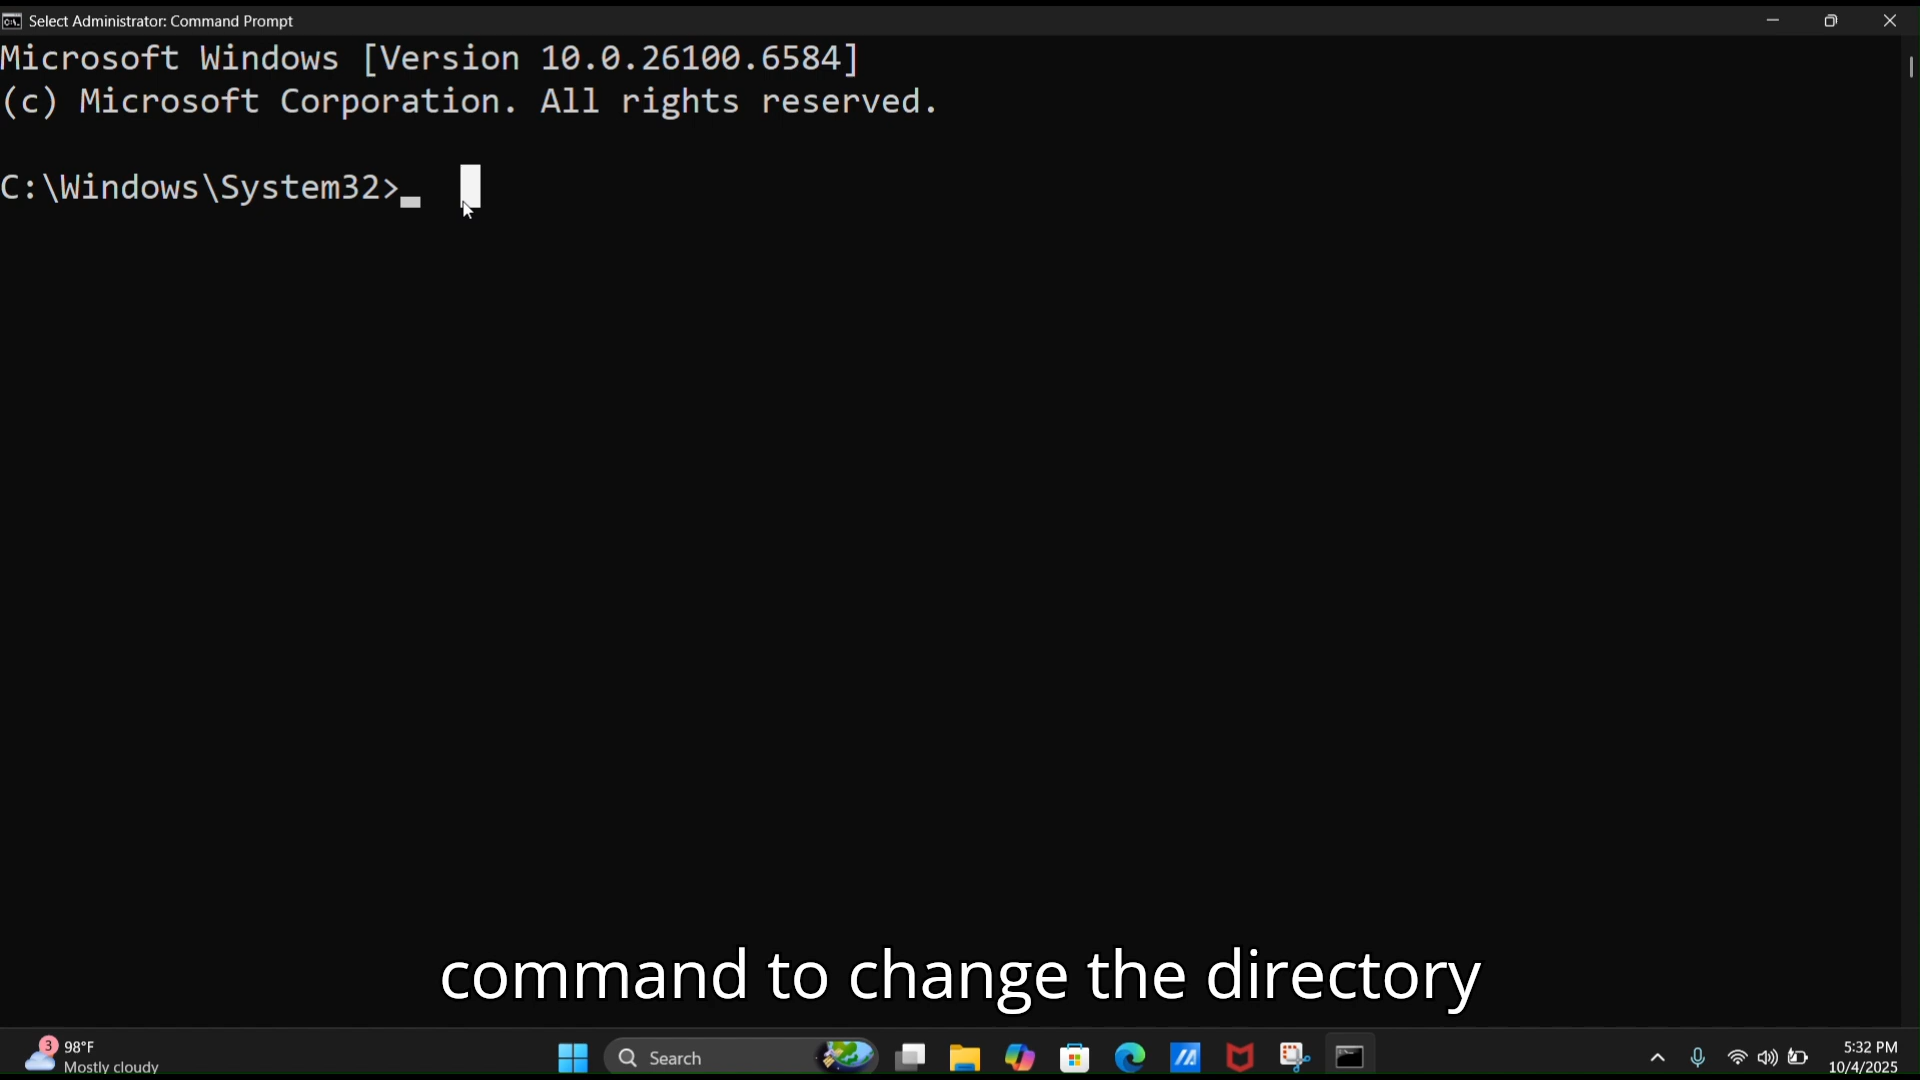 Select Administrator: Command Prompt
Microsoft Windows [Version 10.0.26100.6584]
(c) Microsoft Corporation. All rights reserved.
C:\Windows\System32>_
command to change the directory
3
98°F
Mostly cloudy
Search
5:32 PM
10/4/2025